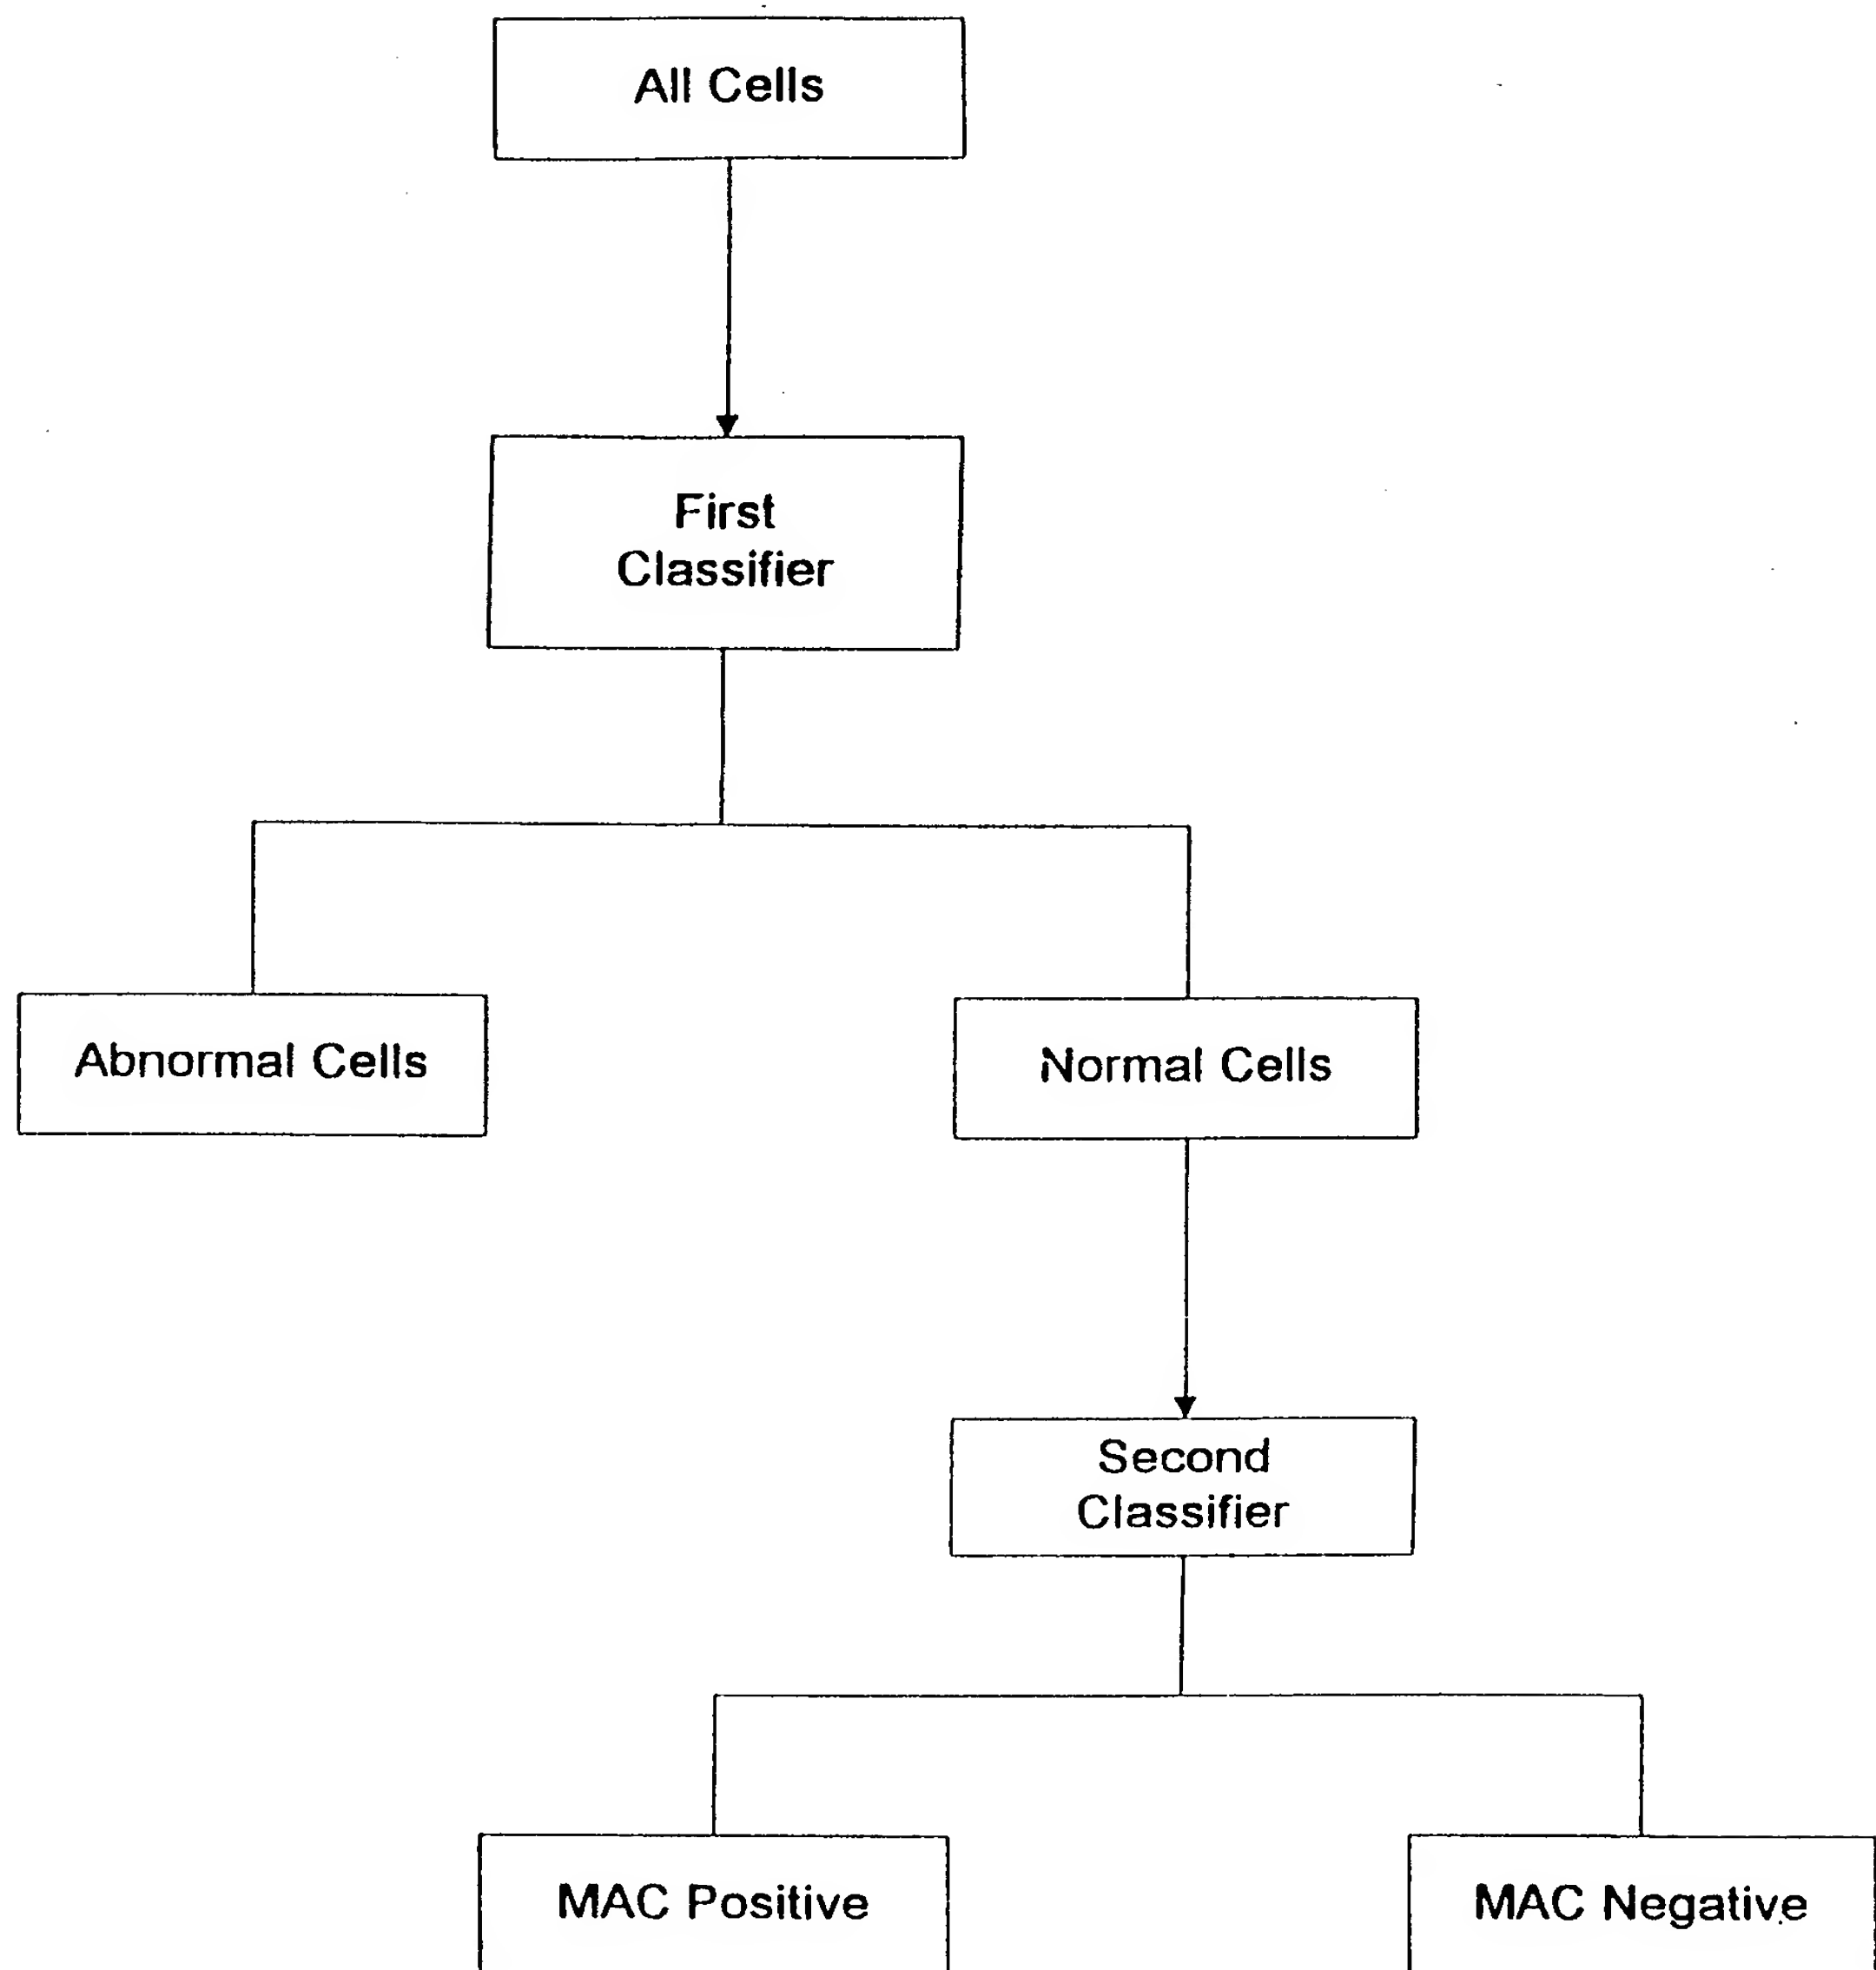 All Cells
First
Classifier
Abnormal Cells
Normal Cells
Second
Classifier
MAC Positive
MAC Negative